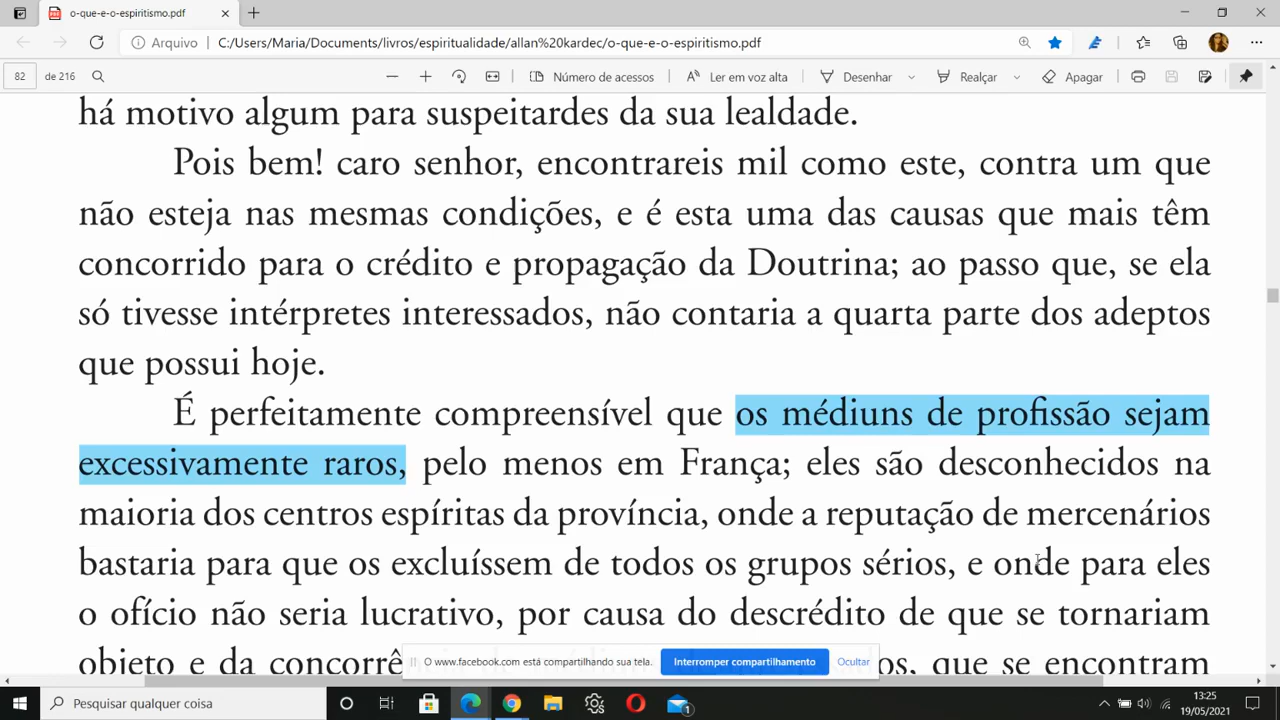 o-que-e-o-espiritismo.pdf
Arquivo C:/Users/Maria/Documents/livros/espiritualidade/allan%20kardec/o-que-e-o-espiritismo.pdf
82 de 216 Número de acessos Ler em voz alta Desenhar Realçar Apagar
há motivo algum para suspeitardes da sua lealdade.
Pois bem! caro senhor, encontrareis mil como este, contra um que
não esteja nas mesmas condições, e é esta uma das causas que mais têm
concorrido para o crédito e propagação da Doutrina; ao passo que, se ela
só tivesse intérpretes interessados, não contaria a quarta parte dos adeptos
que possui hoje.
É perfeitamente compreensível que os médiuns de profissão sejam
excessivamente raros, pelo menos em França; eles são desconhecidos na
maioria dos centros espíritas da província, onde a reputação de mercenários
bastaria para que os excluíssem de todos os grupos sérios, e onde para eles
o ofício não seria lucrativo, por causa do descrédito de que se tornariam
objeto e da que se encontram
O www.facebook.com está compartilhando sua tela. Interromper compartilhamento Ocultar
Pesquisar qualquer coisa
1
13:25
19/05/2021